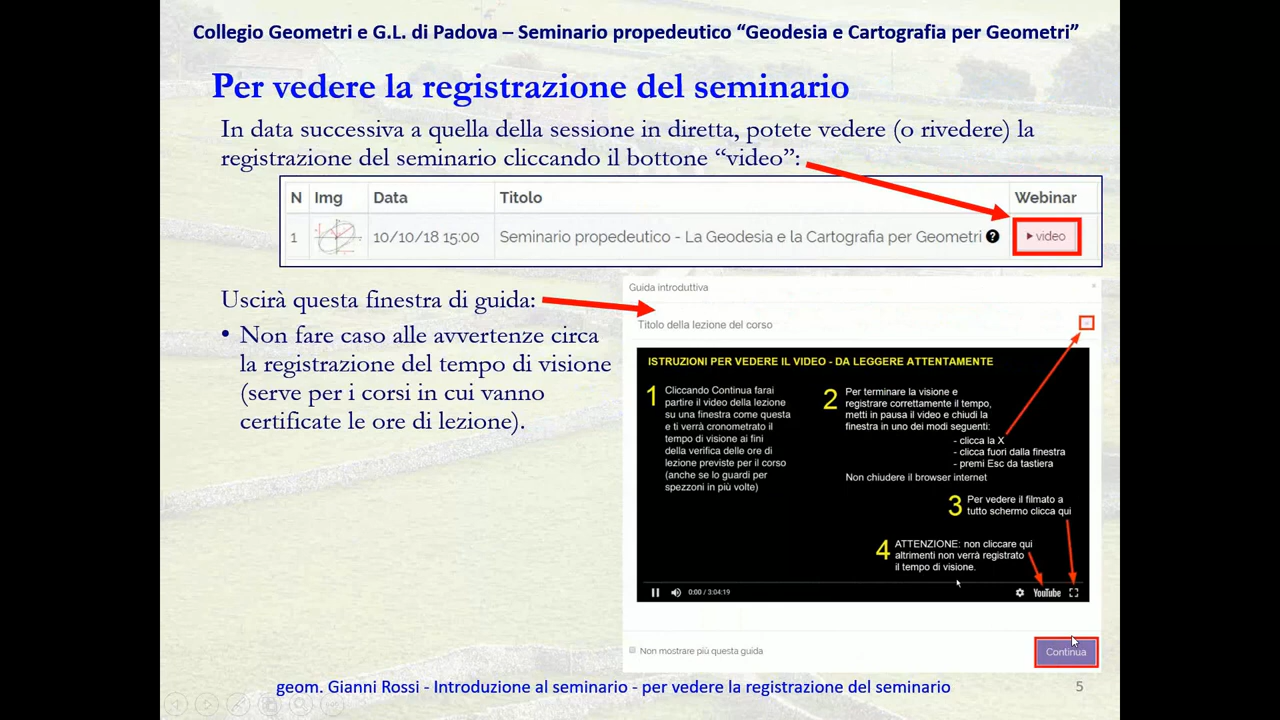 Collegio Geometri e G.L. di Padova – Seminario propedeutico “Geodesia e Cartografia per Geometri”
Per vedere la registrazione del seminario
In data successiva a quella della sessione in diretta, potete vedere (o rivedere) la
registrazione del seminario cliccando il bottone “video”:
N Img Data Titolo Webinar
1 10/10/18 15:00 Seminario propedeutico - La Geodesia e la Cartografia per Geometri ? video
Uscirà questa finestra di guida:
• Non fare caso alle avvertenze circa
la registrazione del tempo di visione
(serve per i corsi in cui vanno
certificate le ore di lezione).
Guida introduttiva
Titolo della lezione del corso
ISTRUZIONI PER VEDERE IL VIDEO - DA LEGGERE ATTENTAMENTE
1 Cliccando Continua farai
partire il video della lezione
su una finestra come questa
e ti verrà cronometrato il
tempo di visione ai fini
della verifica delle ore di
lezione previste per il corso
(anche se lo guardi per
spezzoni in più volte)
2 Per terminare la visione e
registrare correttamente il tempo,
metti in pausa il video e chiudi la
finestra in uno dei modi seguenti:
- clicca la X
- clicca fuori dalla finestra
- premi Esc da tastiera
Non chiudere il browser internet
3 Per vedere il filmato a
tutto schermo clicca qui
4 ATTENZIONE: non cliccare qui
altrimenti non verrà registrato
il tempo di visione.
0:00 / 3:04:19 YouTube
Non mostrare più questa guida
Continua
geom. Gianni Rossi - Introduzione al seminario - per vedere la registrazione del seminario
5